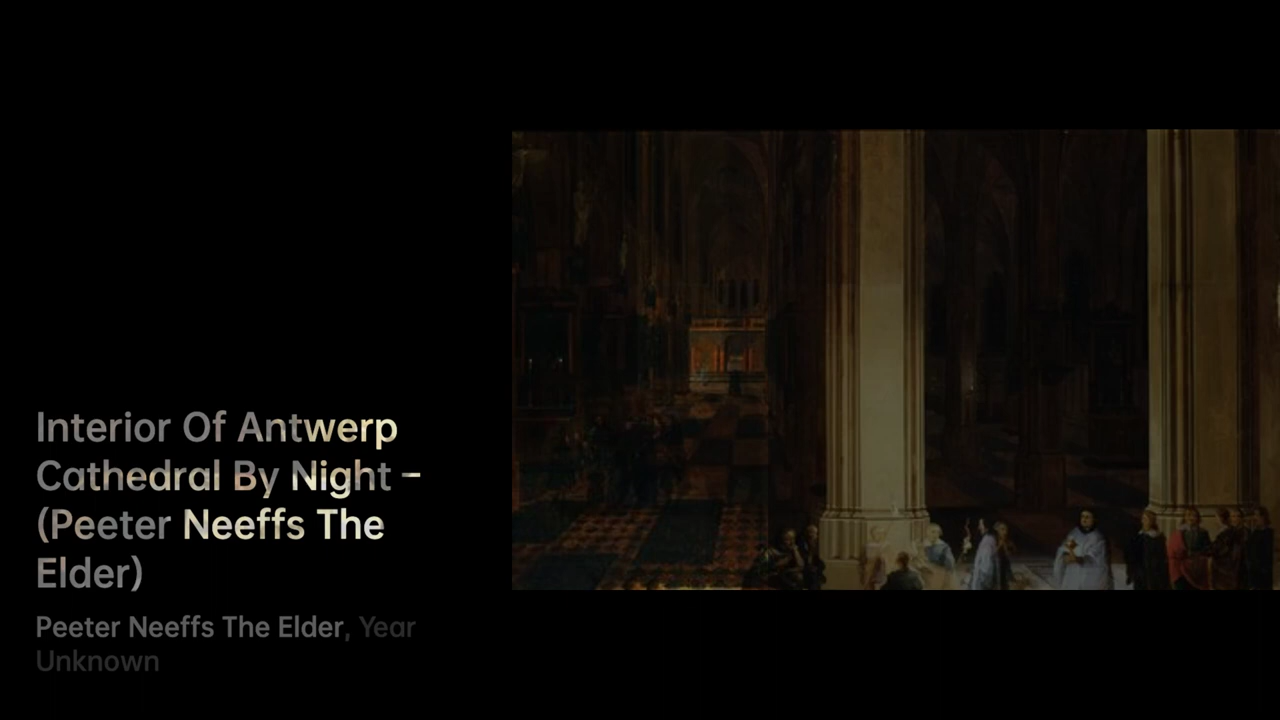 Interior Of Antwerp
Cathedral By Night –
(Peeter Neeffs The
Elder)
Peeter Neeffs The Elder, Year
Unknown